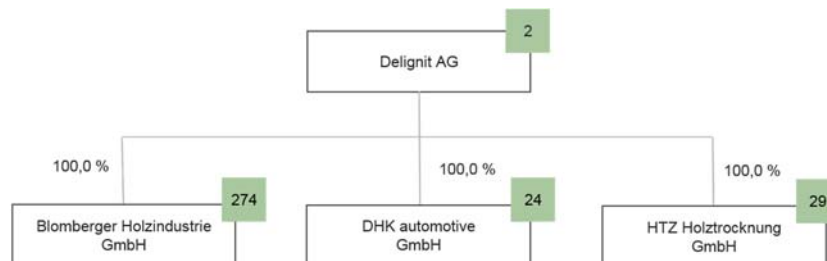 2
Delignit AG
100,0 %
100,0 %
100,0 %
274
24
29
Blomberger Holzindustrie
GmbH
DHK automotive
GmbH
HTZ Holztrocknung
GmbH